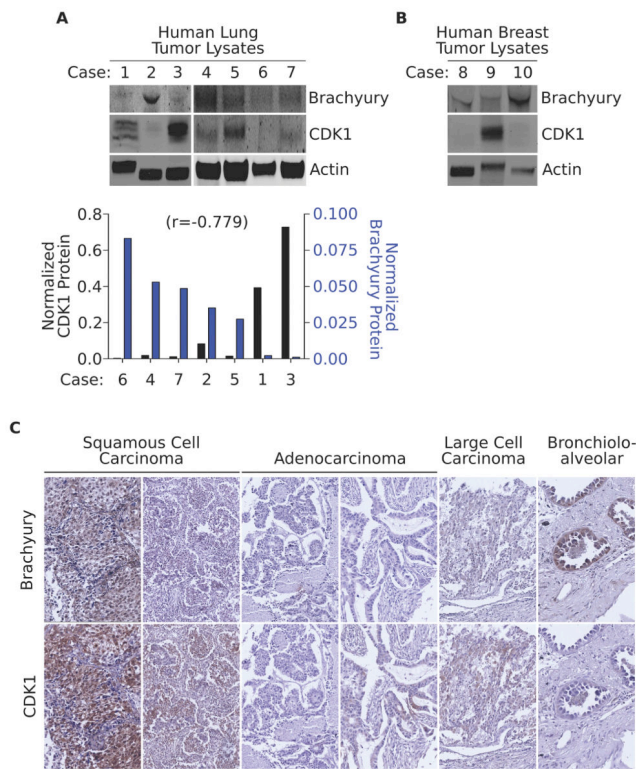 A
Human Lung
Tumor Lysates
Case: 1 2 3 4 5 6 7
Brachyury
CDK1
Actin
B
Human Breast
Tumor Lysates
Case: 8 9 10
Brachyury
CDK1
Actin
(r=-0.779)
Normalized
CDK1 Protein
0.8
0.6
0.4
0.2
0.0
0.100
0.075
0.050
0.025
0.00
Normalized
Brachyury Protein
Case: 6 4 7 2 5 1 3
C
Squamous Cell
Carcinoma
Adenocarcinoma
Large Cell
Carcinoma
Bronchiolo-
alveolar
Brachyury
CDK1